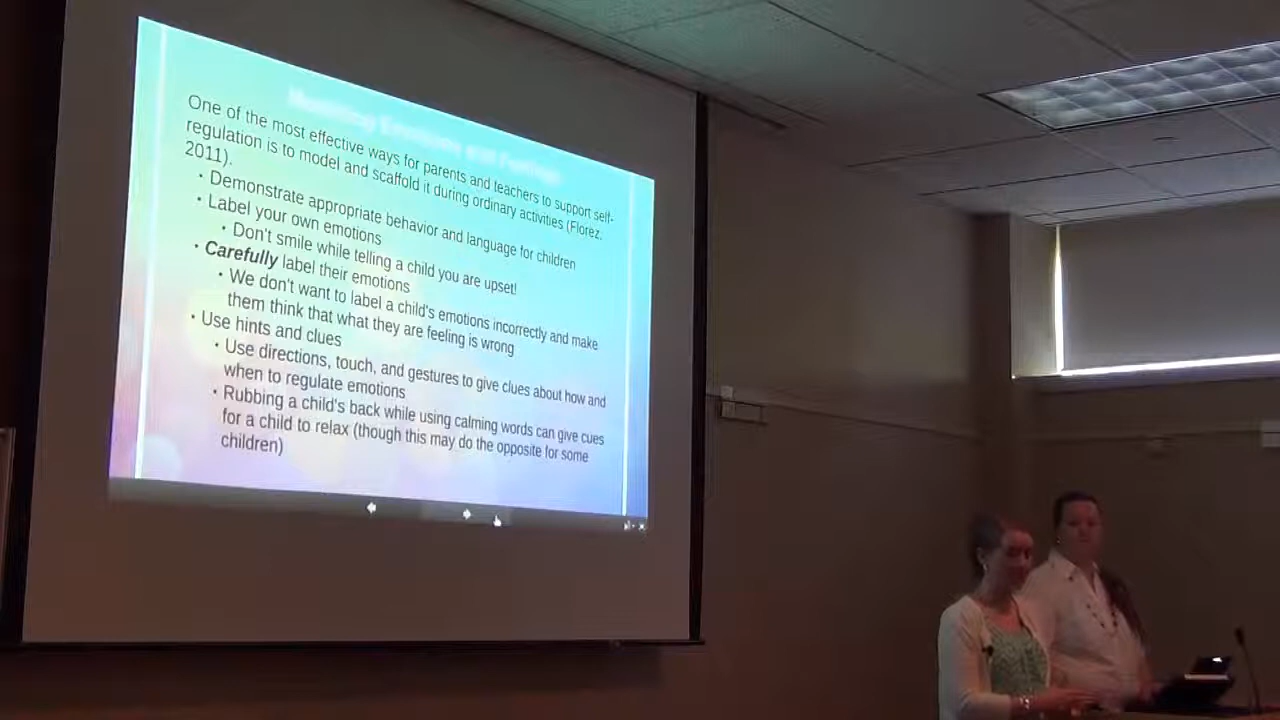 One of the most effective ways for parents and teachers to support self-
regulation is to model and scaffold it during ordinary activities (Florez,
2011).
• Demonstrate appropriate behavior and language for children
• Label your own emotions
• Don't smile while telling a child you are upset!
• Carefully label their emotions
• We don't want to label a child's emotions incorrectly and make
them think that what they are feeling is wrong
• Use hints and clues
• Use directions, touch, and gestures to give clues about how and
when to regulate emotions
• Rubbing a child's back while using calming words can give cues
for a child to relax (though this may do the opposite for some
children)